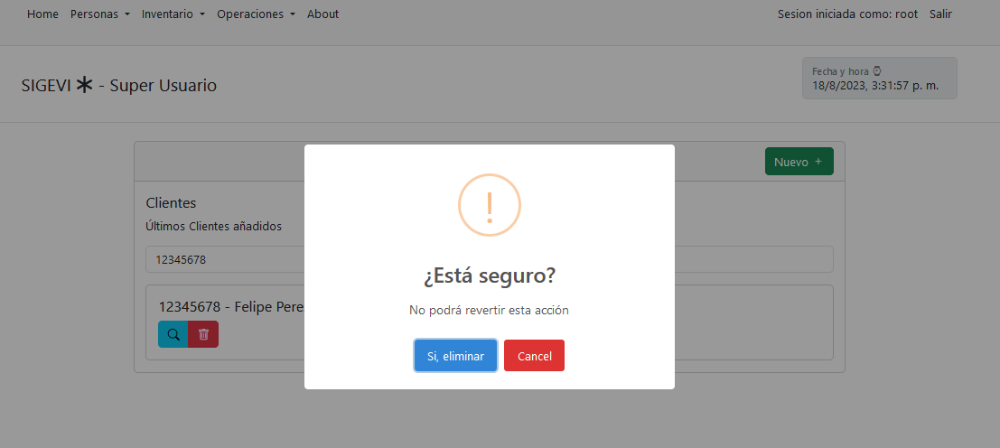 Home Personas Inventario Operaciones About Sesion iniciada como: root Salir
SIGEVI - Super Usuario
Fecha y hora
18/8/2023, 3:31:57 p. m.
Nuevo +
Clientes
Últimos Clientes añadidos
12345678
12345678 - Felipe Perez
!
¿Está seguro?
No podrá revertir esta acción
Si, eliminar Cancel